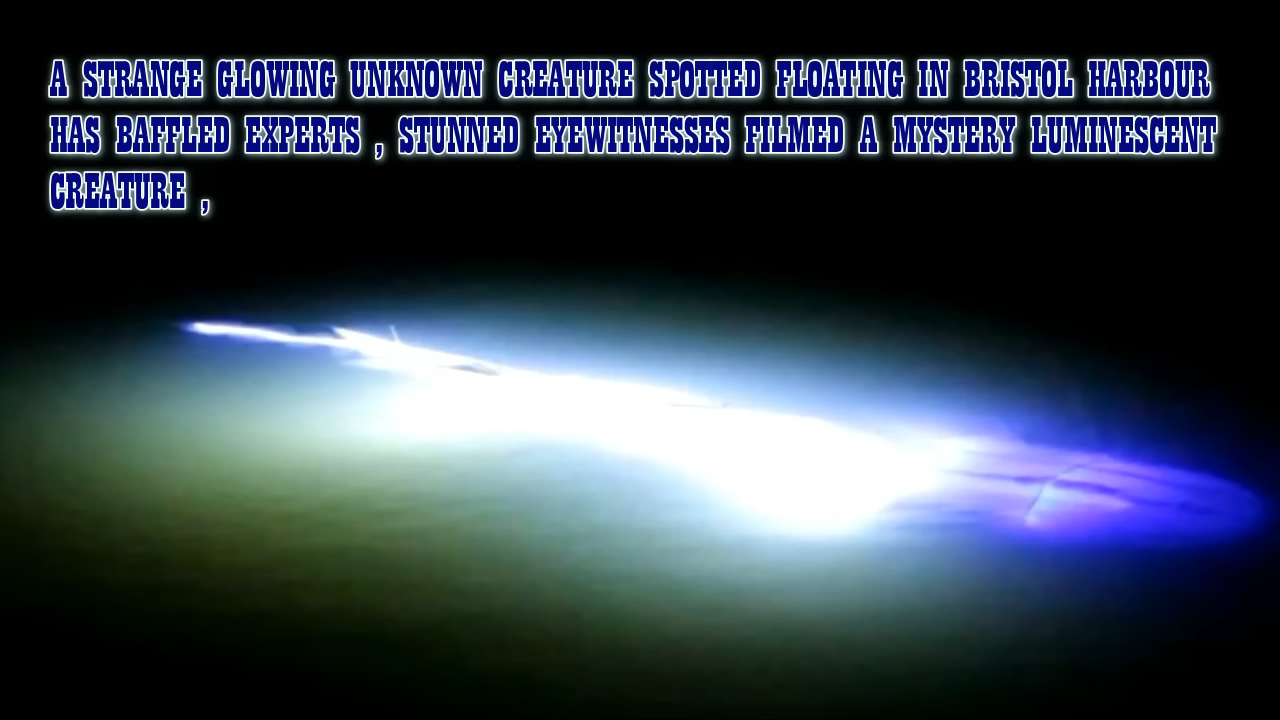 A STRANGE GLOWING UNKNOWN CREATURE SPOTTED FLOATING IN BRISTOL HARBOUR
HAS BAFFLED EXPERTS , STUNNED EYEWITNESSES FILMED A MYSTERY LUMINESCENT
CREATURE ,